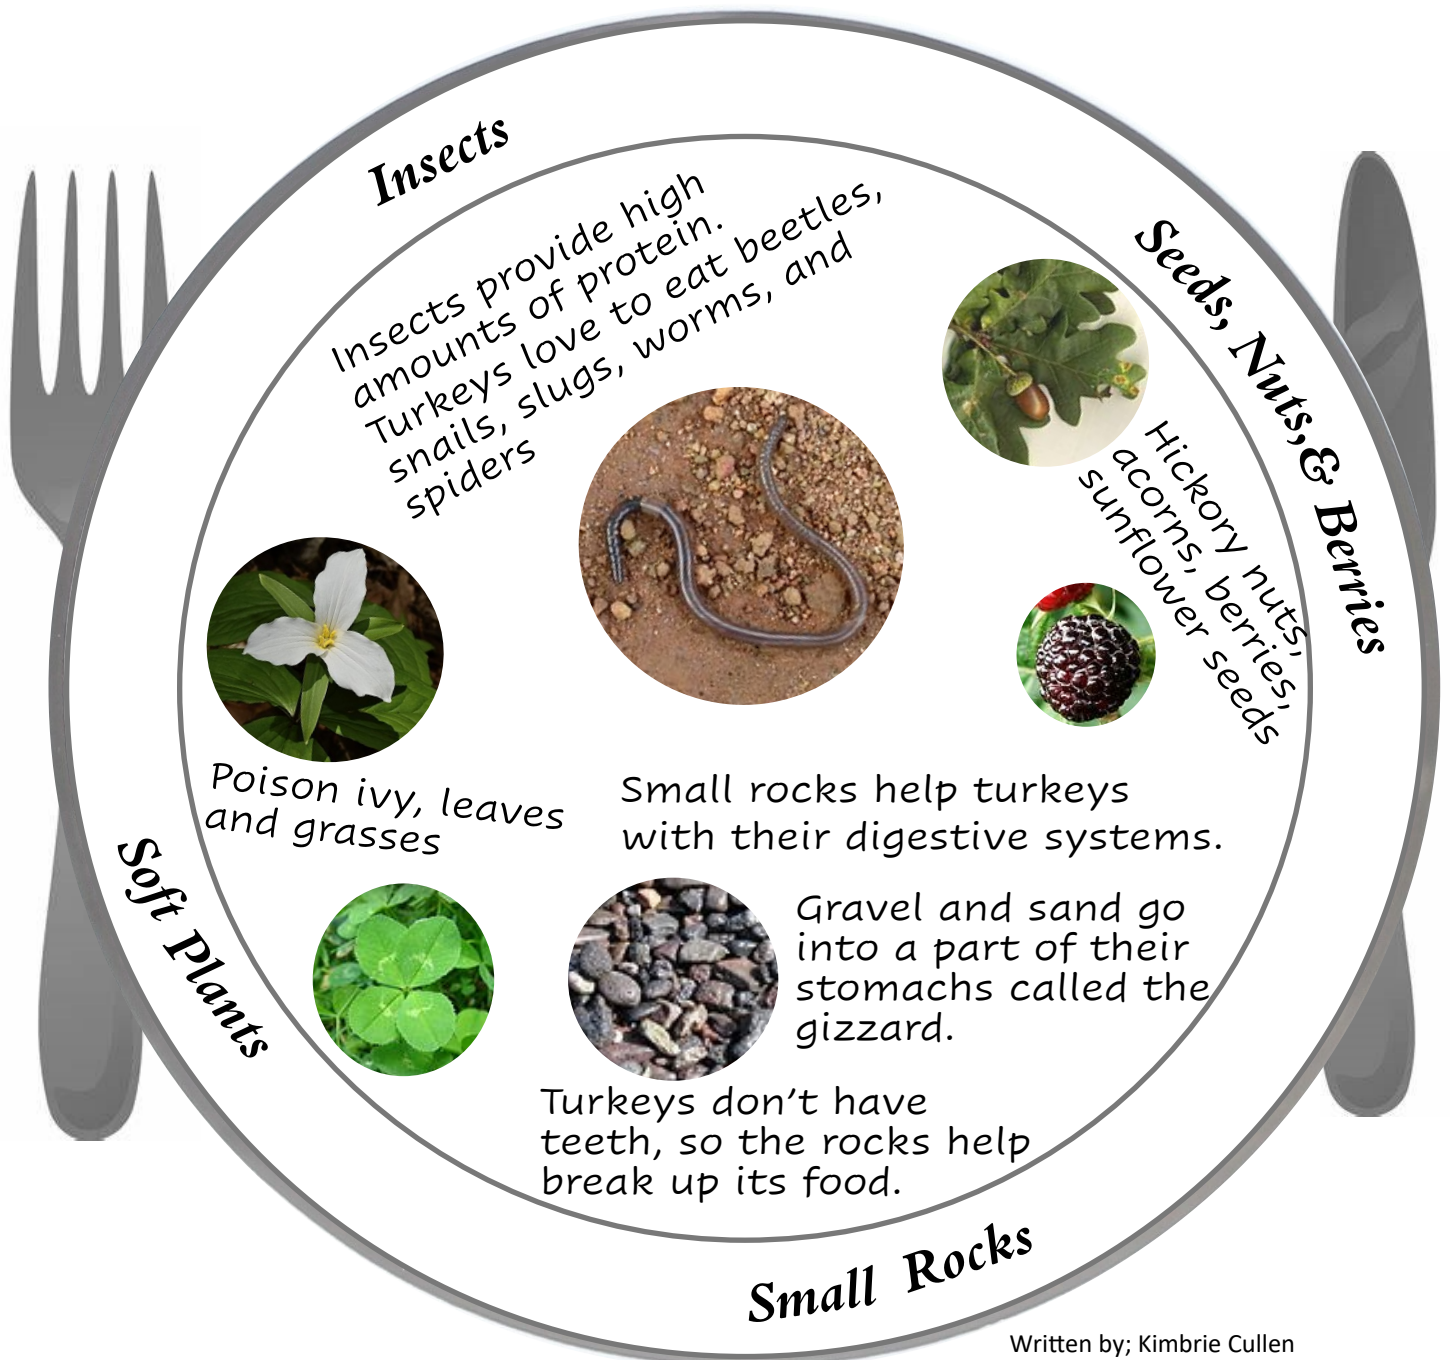 Insects
Insects provide high
amounts of protein.
Turkeys love to eat beetles,
snails, slugs, worms, and
spiders
Seeds, Nuts,& Berries
Hickory nuts,
acorns, berries,
sunflower seeds
Soft Plants
Poison ivy, leaves
and grasses
Small rocks help turkeys
with their digestive systems.
Gravel and sand go
into a part of their
stomachs called the
gizzard.
Turkeys don’t have
teeth, so the rocks help
break up its food.
Small Rocks
Written by; Kimbrie Cullen